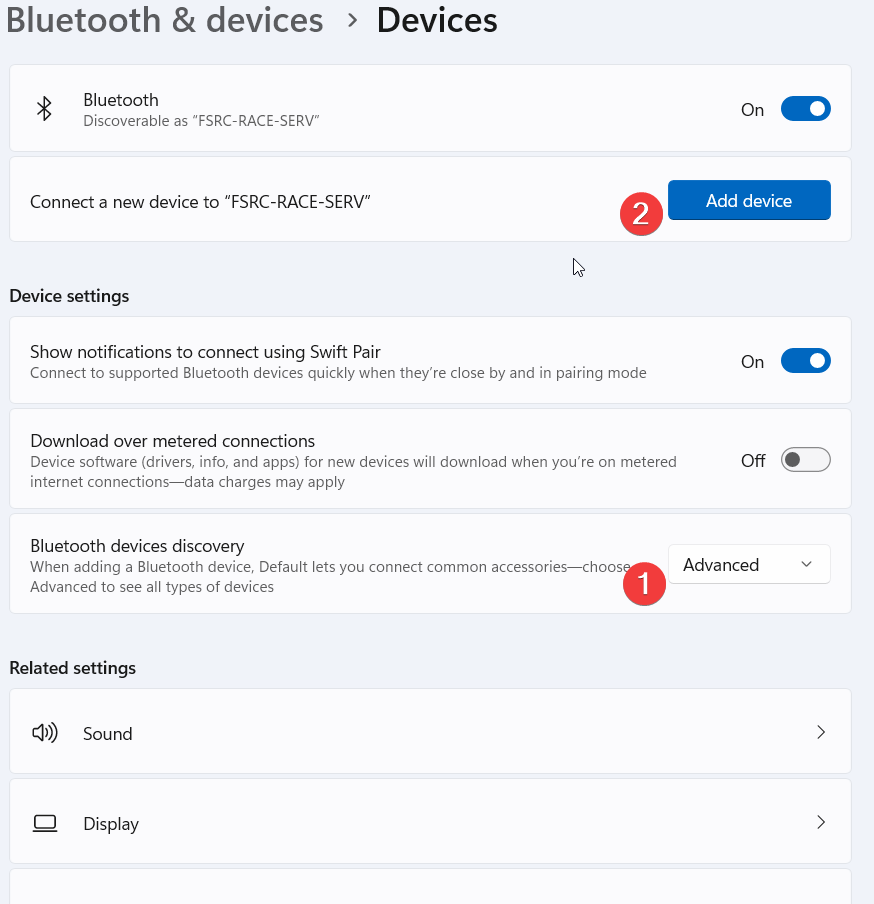 Bluetooth & devices > Devices
Bluetooth
Discoverable as “FSRC-RACE-SERV”
On
Connect a new device to “FSRC-RACE-SERV”
2
Add device
Device settings
Show notifications to connect using Swift Pair
Connect to supported Bluetooth devices quickly when they’re close by and in pairing mode
On
Download over metered connections
Device software (drivers, info, and apps) for new devices will download when you’re on metered
internet connections—data charges may apply
Off
Bluetooth devices discovery
When adding a Bluetooth device, Default lets you connect common accessories—choose
Advanced to see all types of devices
1
Advanced
Related settings
Sound
Display